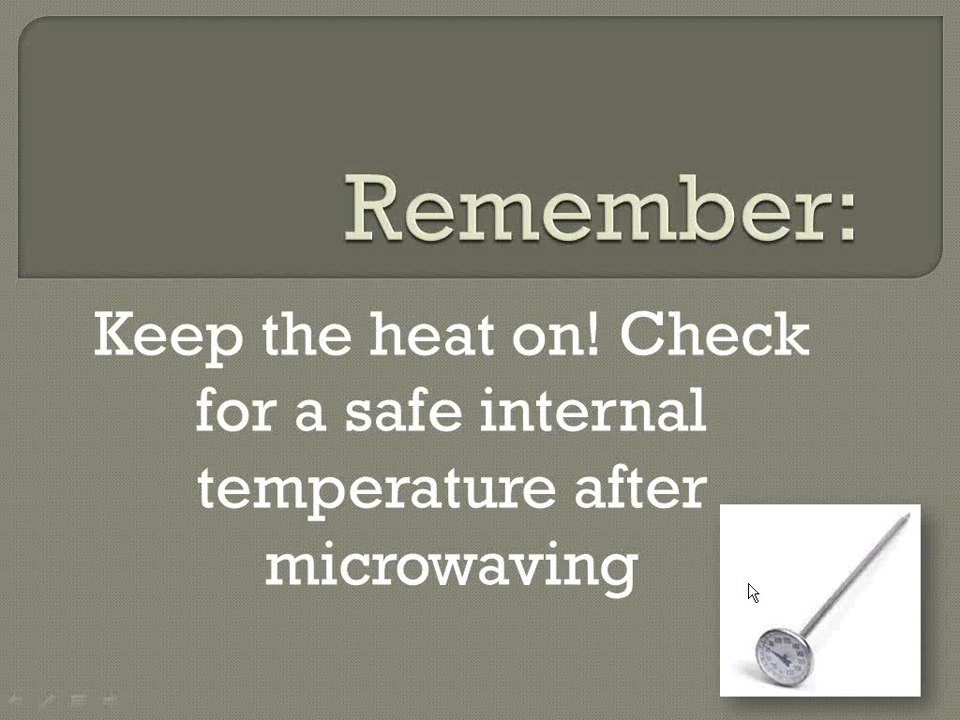 Remember:
Keep the heat on! Check
for a safe internal
temperature after
microwaving